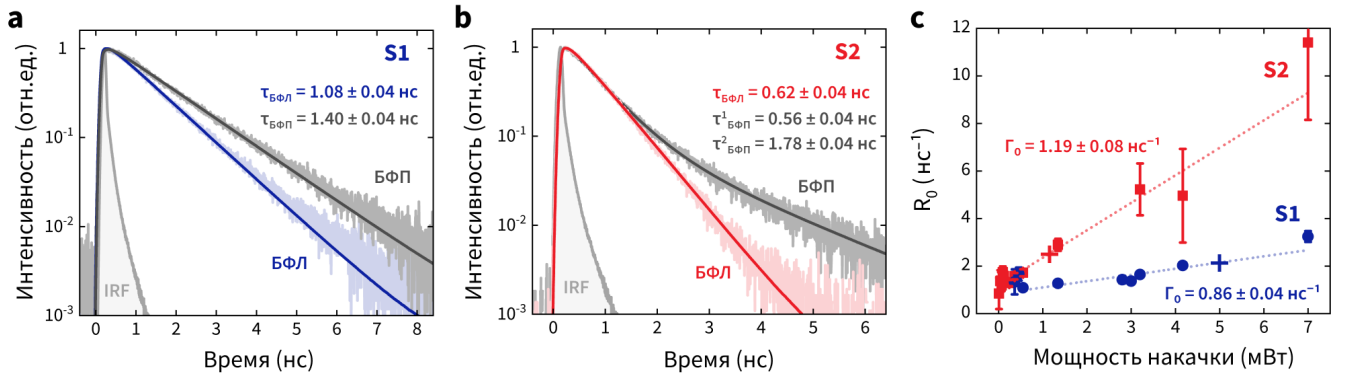 a
S1
τБФЛ = 1.08 ± 0.04 нс
τБФП = 1.40 ± 0.04 нс
БФП
БФЛ
IRF
Интенсивность (отн.ед.)
1
10⁻¹
10⁻²
10⁻³
0 1 2 3 4 5 6 7 8
Время (нс)
b
S2
τБФЛ = 0.62 ± 0.04 нс
τ¹БФП = 0.56 ± 0.04 нс
τ²БФП = 1.78 ± 0.04 нс
БФП
БФЛ
IRF
Интенсивность (отн.ед.)
1
10⁻¹
10⁻²
10⁻³
0 1 2 3 4 5 6
Время (нс)
c
S2
Γ₀ = 1.19 ± 0.08 нс⁻¹
S1
Γ₀ = 0.86 ± 0.04 нс⁻¹
R₀ (нс⁻¹)
12
10
8
6
4
2
0
0 1 2 3 4 5 6 7
Мощность накачки (мВт)